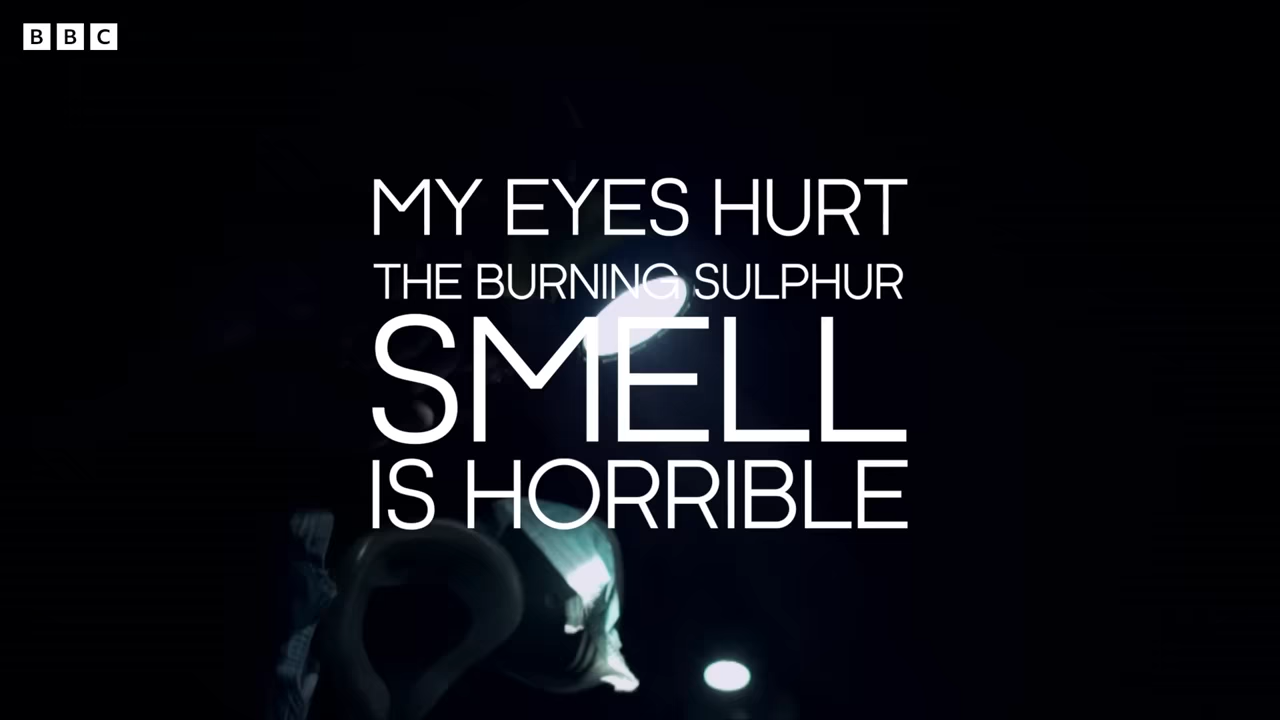 BBC
MY EYES HURT
THE BURNING SULPHUR
SMELL
IS HORRIBLE